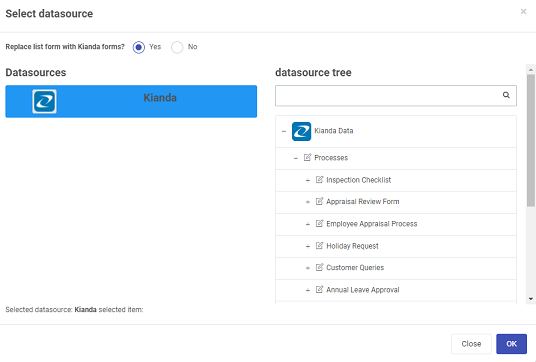 Select datasource
×
Replace list form with Kianda forms? Yes No
Datasources
Kianda
datasource tree
Kianda Data
Processes
Inspection Checklist
Appraisal Review Form
Employee Appraisal Process
Holiday Request
Customer Queries
Annual Leave Approval
Selected datasource: Kianda selected item:
Close OK